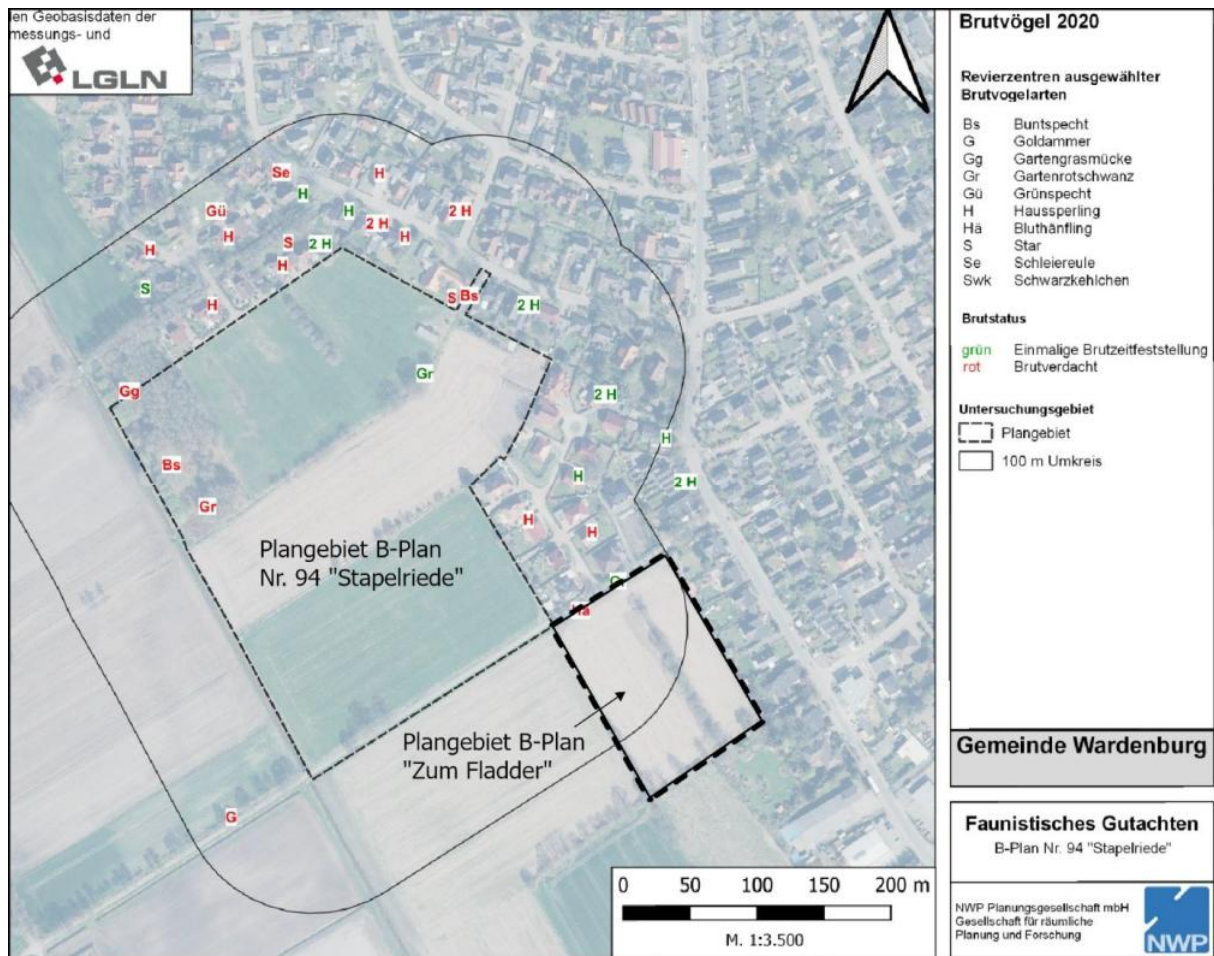 len Geobasisdaten der
messungs- und
LGLN
Se
H
H
H
Gü
2 H
2 H
H
S
2 H
H
H
H
S
H
S
Bs
2 H
Gr
Gg
2 H
H
Bs
H
2 H
Gr
H
H
Plangebiet B-Plan
Nr. 94 "Stapelriede"
Plangebiet B-Plan
"Zum Fladder"
G
0 50 100 150 200 m
M. 1:3.500
Brutvögel 2020
Revierzentren ausgewählter
Brutvogelarten
Bs Buntspecht
G Goldammer
Gg Gartengrasmücke
Gr Gartenrotschwanz
Gü Grünspecht
H Haussperling
Hä Bluthänfling
S Star
Se Schleiereule
Swk Schwarzkehlchen
Brutstatus
grün Einmalige Brutzeitfeststellung
rot Brutverdacht
Untersuchungsgebiet
Plangebiet
100 m Umkreis
Gemeinde Wardenburg
Faunistisches Gutachten
B-Plan Nr. 94 "Stapelriede"
NWP Planungsgesellschaft mbH
Gesellschaft für räumliche
Planung und Forschung
NWP